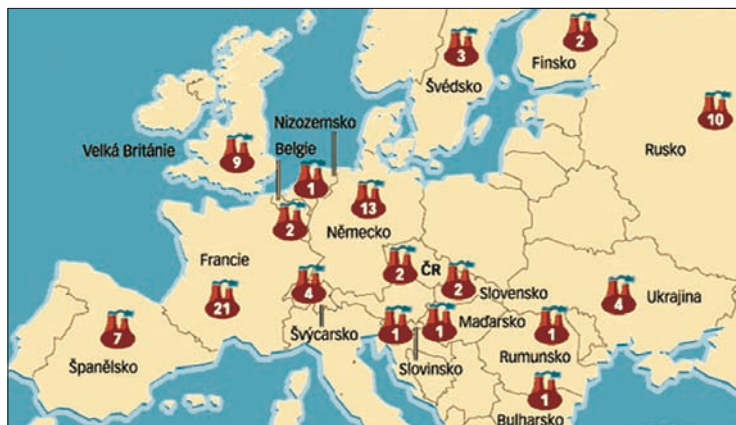 3
2
Švédsko
Finsko
10
Rusko
Nizozemsko
Velká Británie
Belgie
9
1
13
2
Německo
Francie
2
ČR
2
Slovensko
4
21
4
Ukrajina
7
Švýcarsko
1
1
Maďarsko
1
Španělsko
Slovinsko
Rumunsko
1
Bulharsko